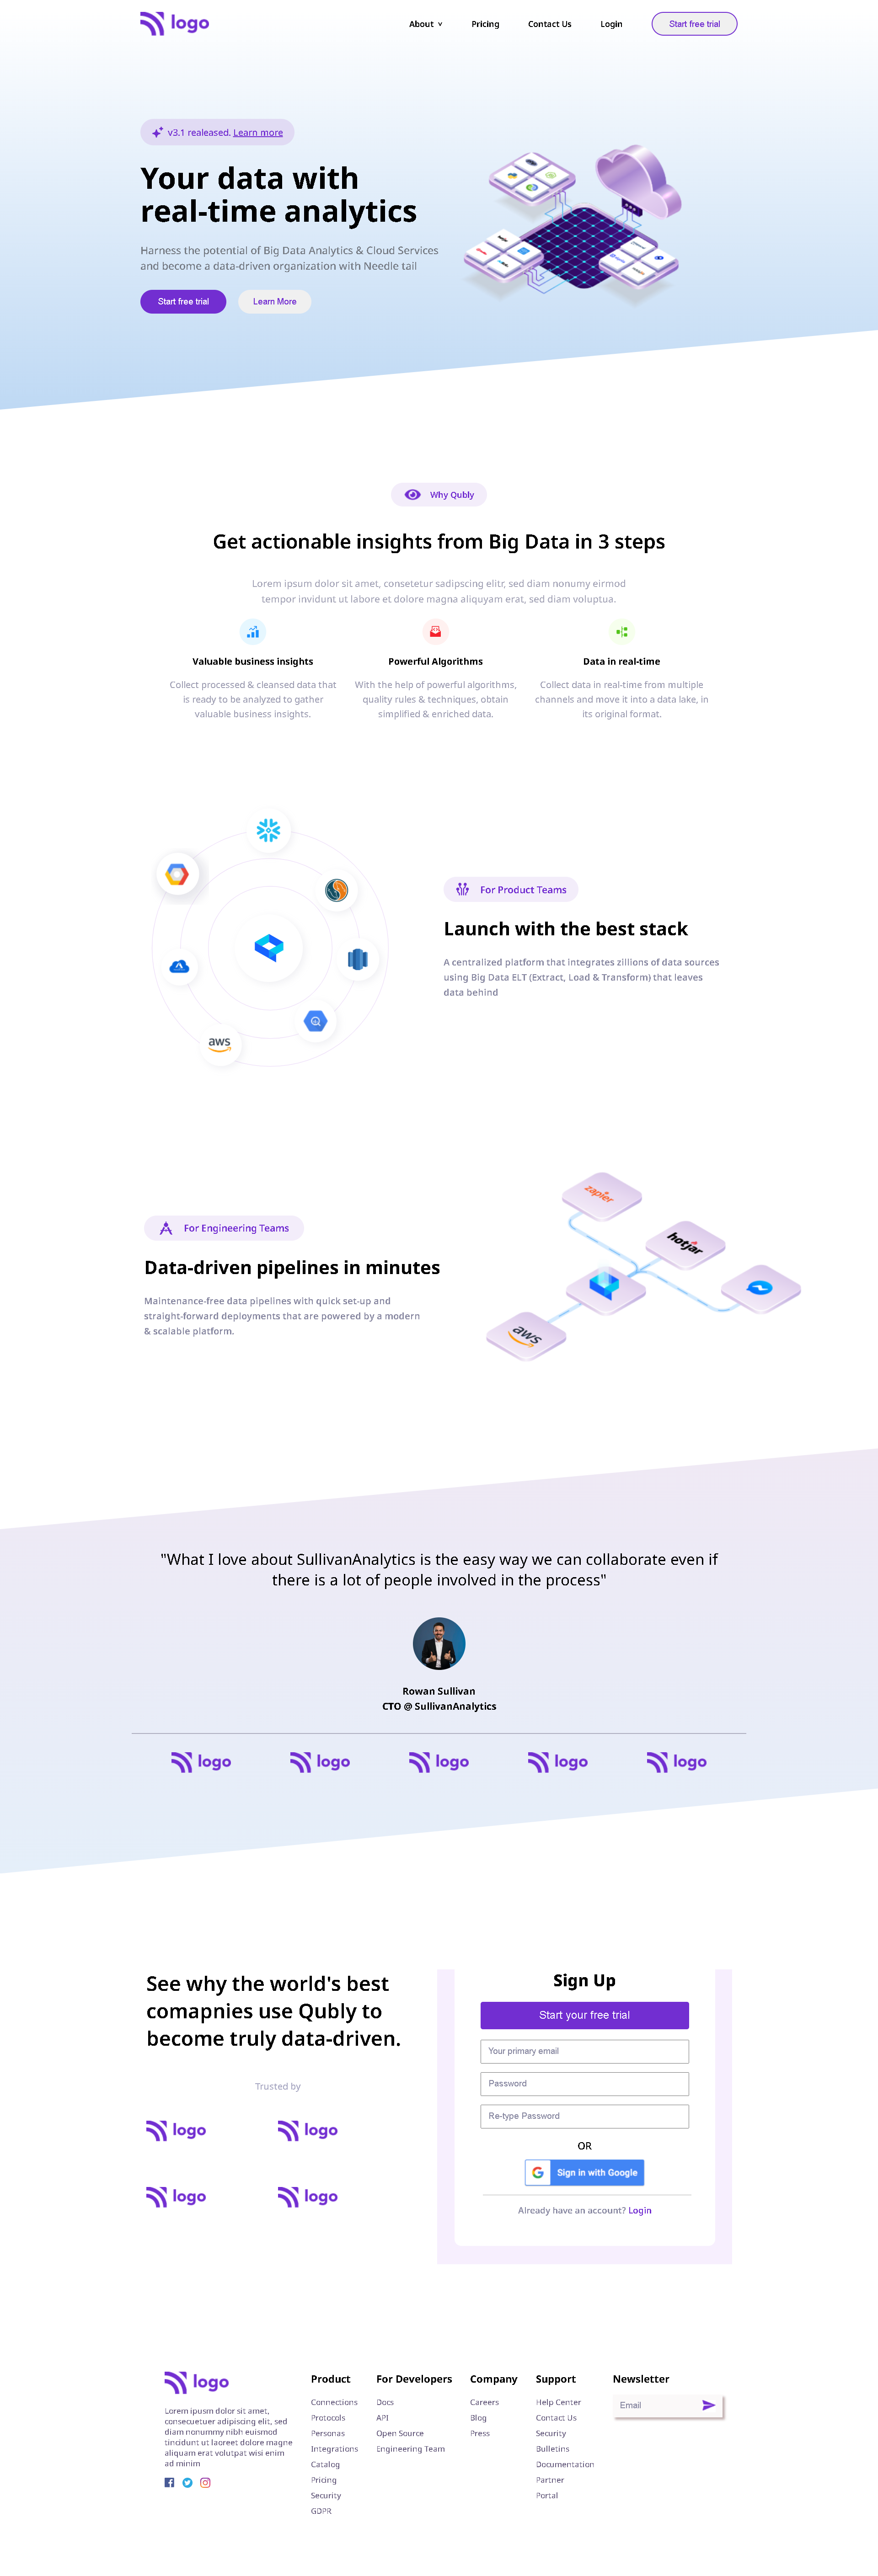 logo
About
Pricing
Contact Us
Login
Start free trial
v3.1 realeased. Learn more
Your data with
real-time analytics
Harness the potential of Big Data Analytics & Cloud Services
and become a data-driven organization with Needle tail
Start free trial
Learn More
Why Qubly
Get actionable insights from Big Data in 3 steps
Lorem ipsum dolor sit amet, consetetur sadipscing elitr, sed diam nonumy eirmod
tempor invidunt ut labore et dolore magna aliquyam erat, sed diam voluptua.
Valuable business insights
Collect processed & cleansed data that
is ready to be analyzed to gather
valuable business insights.
Powerful Algorithms
With the help of powerful algorithms,
quality rules & techniques, obtain
simplified & enriched data.
Data in real-time
Collect data in real-time from multiple
channels and move it into a data lake, in
its original format.
aws
For Product Teams
Launch with the best stack
A centralized platform that integrates zillions of data sources
using Big Data ELT (Extract, Load & Transform) that leaves
data behind
For Engineering Teams
Data-driven pipelines in minutes
Maintenance-free data pipelines with quick set-up and
straight-forward deployments that are powered by a modern
& scalable platform.
zapier
hotjar
aws
"What I love about SullivanAnalytics is the easy way we can collaborate even if
there is a lot of people involved in the process"
Rowan Sullivan
CTO @ SullivanAnalytics
logo
logo
logo
logo
logo
See why the world's best
comapnies use Qubly to
become truly data-driven.
Trusted by
logo
logo
logo
logo
Sign Up
Start your free trial
Your primary email
Password
Re-type Password
OR
Sign in with Google
Already have an account? Login
logo
Lorem ipsum dolor sit amet,
consecuetuer adipiscing elit, sed
diam nonummy nibh euismod
tincidunt ut laoreet dolore magne
aliquam erat volutpat wisi enim
ad minim
Product
Connections
Protocols
Personas
Integrations
Catalog
Pricing
Security
GDPR
For Developers
Docs
API
Open Source
Engineering Team
Company
Careers
Blog
Press
Support
Help Center
Contact Us
Security
Bulletins
Documentation
Partner
Portal
Newsletter
Email